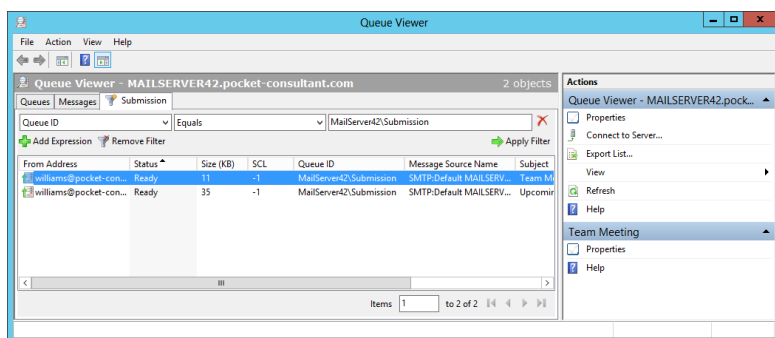 Queue Viewer
File Action View Help
Queue Viewer - MAILSERVER42.pocket-consultant.com 2 objects
Queues Messages Submission
Queue ID Equals MailServer42\Submission
Add Expression Remove Filter Apply Filter
From Address Status Size (KB) SCL Queue ID Message Source Name Subject
williams@pocket-con... Ready 11 -1 MailServer42\Submission SMTP:Default MAILSERV... Team M
williams@pocket-con... Ready 35 -1 MailServer42\Submission SMTP:Default MAILSERV... Upcomin
Items 1 to 2 of 2
Actions
Queue Viewer - MAILSERVER42.pock...
Properties
Connect to Server...
Export List...
View
Refresh
Help
Team Meeting
Properties
Help